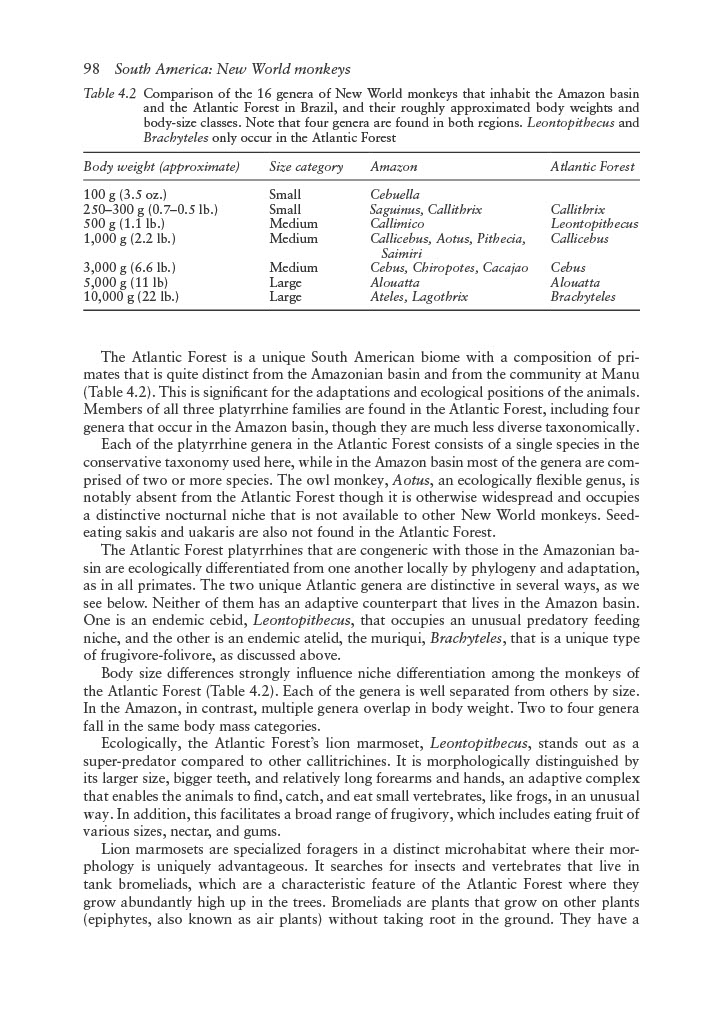 98 South America: New World monkeys
Table 4.2 Comparison of the 16 genera of New World monkeys that inhabit the Amazon basin
and the Atlantic Forest in Brazil, and their roughly approximated body weights and
body-size classes. Note that four genera are found in both regions. Leontopithecus and
Brachyteles only occur in the Atlantic Forest
Body weight (approximate) Size category Amazon Atlantic Forest
100 g (3.5 oz.) Small Cebuella
250–300 g (0.7–0.5 lb.) Small Saguinus, Callithrix Callithrix
500 g (1.1 lb.) Medium Callimico Leontopithecus
1,000 g (2.2 lb.) Medium Callicebus, Aotus, Pithecia, Callicebus
Saimiri
3,000 g (6.6 lb.) Medium Cebus, Chiropotes, Cacajao Cebus
5,000 g (11 lb) Large Alouatta Alouatta
10,000 g (22 lb.) Large Ateles, Lagothrix Brachyteles
The Atlantic Forest is a unique South American biome with a composition of pri-
mates that is quite distinct from the Amazonian basin and from the community at Manu
(Table 4.2). This is significant for the adaptations and ecological positions of the animals.
Members of all three platyrrhine families are found in the Atlantic Forest, including four
genera that occur in the Amazon basin, though they are much less diverse taxonomically.
Each of the platyrrhine genera in the Atlantic Forest consists of a single species in the
conservative taxonomy used here, while in the Amazon basin most of the genera are com-
prised of two or more species. The owl monkey, Aotus, an ecologically flexible genus, is
notably absent from the Atlantic Forest though it is otherwise widespread and occupies
a distinctive nocturnal niche that is not available to other New World monkeys. Seed-
eating sakis and uakaris are also not found in the Atlantic Forest.
The Atlantic Forest platyrrhines that are congeneric with those in the Amazonian ba-
sin are ecologically differentiated from one another locally by phylogeny and adaptation,
as in all primates. The two unique Atlantic genera are distinctive in several ways, as we
see below. Neither of them has an adaptive counterpart that lives in the Amazon basin.
One is an endemic cebid, Leontopithecus, that occupies an unusual predatory feeding
niche, and the other is an endemic atelid, the muriqui, Brachyteles, that is a unique type
of frugivore-folivore, as discussed above.
Body size differences strongly influence niche differentiation among the monkeys of
the Atlantic Forest (Table 4.2). Each of the genera is well separated from others by size.
In the Amazon, in contrast, multiple genera overlap in body weight. Two to four genera
fall in the same body mass categories.
Ecologically, the Atlantic Forest’s lion marmoset, Leontopithecus, stands out as a
super-predator compared to other callitrichines. It is morphologically distinguished by
its larger size, bigger teeth, and relatively long forearms and hands, an adaptive complex
that enables the animals to find, catch, and eat small vertebrates, like frogs, in an unusual
way. In addition, this facilitates a broad range of frugivory, which includes eating fruit of
various sizes, nectar, and gums.
Lion marmosets are specialized foragers in a distinct microhabitat where their mor-
phology is uniquely advantageous. It searches for insects and vertebrates that live in
tank bromeliads, which are a characteristic feature of the Atlantic Forest where they
grow abundantly high up in the trees. Bromeliads are plants that grow on other plants
(epiphytes, also known as air plants) without taking root in the ground. They have a